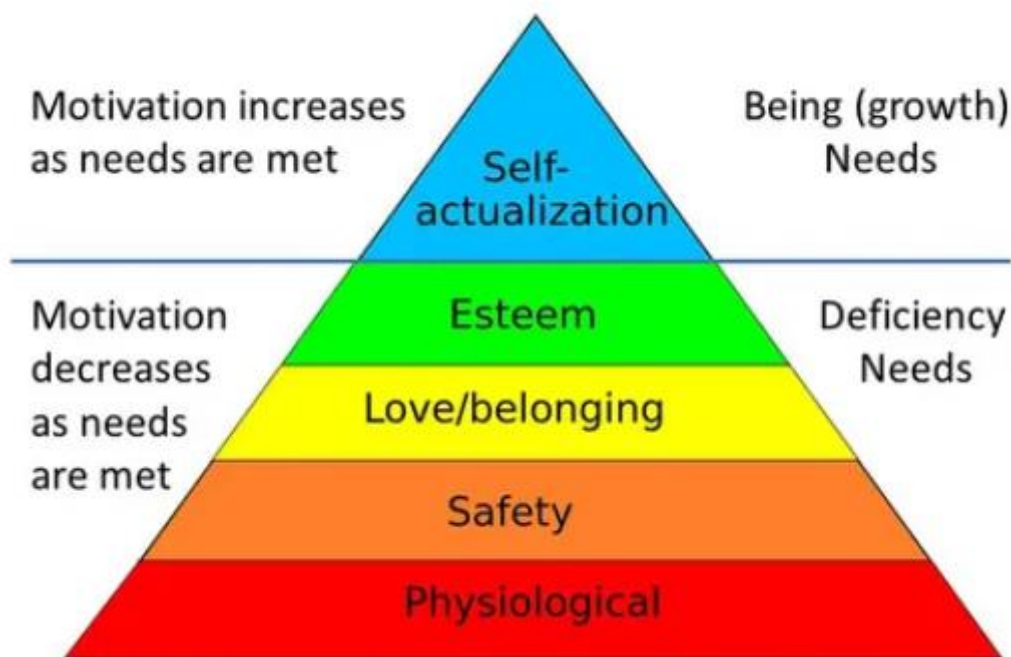 Motivation increases
as needs are met
Being (growth)
Needs
Self-
actualization
Motivation
decreases
as needs
are met
Esteem
Deficiency
Needs
Love/belonging
Safety
Physiological